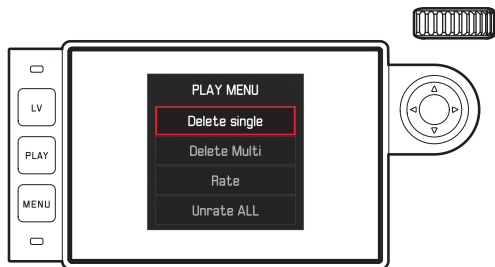 LV
PLAY
MENU
PLAY MENU
Delete single
Delete Multi
Rate
Unrate ALL